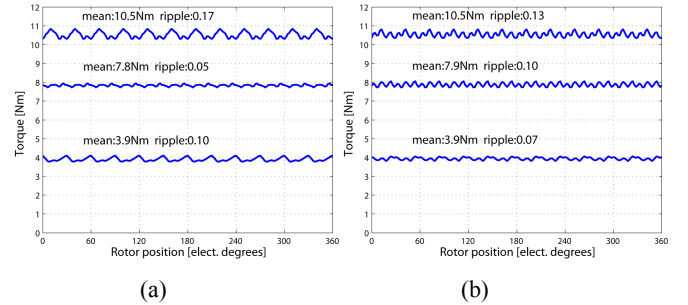 12
11
10
9
8
7
6
5
4
3
2
1
0
Torque [Nm]
mean:10.5Nm ripple:0.17
mean:7.8Nm ripple:0.05
mean:3.9Nm ripple:0.10
0 60 120 180 240 300 360
Rotor position [elect. degrees]
(a)
12
11
10
9
8
7
6
5
4
3
2
1
0
Torque [Nm]
mean:10.5Nm ripple:0.13
mean:7.9Nm ripple:0.10
mean:3.9Nm ripple:0.07
0 60 120 180 240 300 360
Rotor position [elect. degrees]
(b)